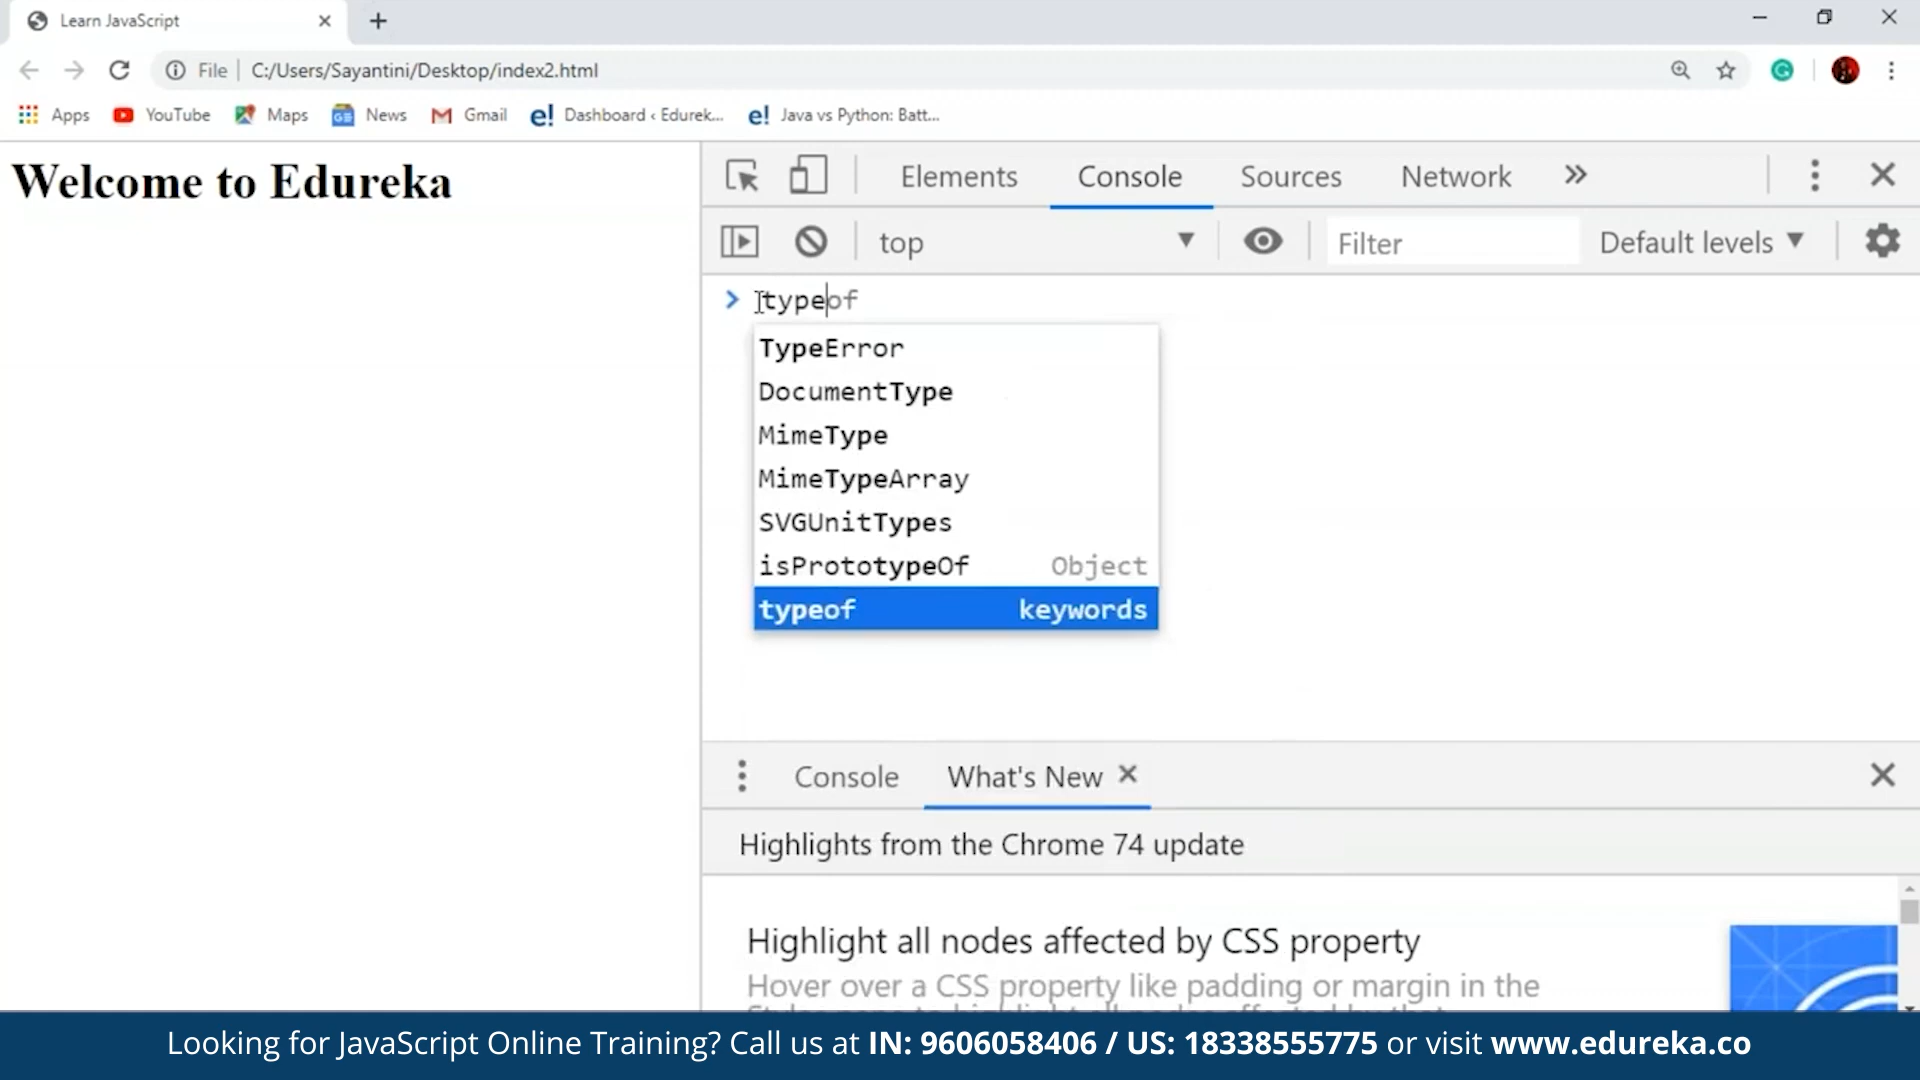 Learn JavaScript
File C:/Users/Sayantini/Desktop/index2.html
Apps YouTube Maps News Gmail e! Dashboard ‹ Edurek... e! Java vs Python: Batt...
Welcome to Edureka
Elements Console Sources Network
top Filter Default levels
typeof
TypeError
DocumentType
MimeType
MimeTypeArray
SVGUnitTypes
isPrototypeOf Object
typeof keywords
Console What's New
Highlights from the Chrome 74 update
Highlight all nodes affected by CSS property
Hover over a CSS property like padding or margin in the
Looking for JavaScript Online Training? Call us at IN: 9606058406 / US: 18338555775 or visit www.edureka.co